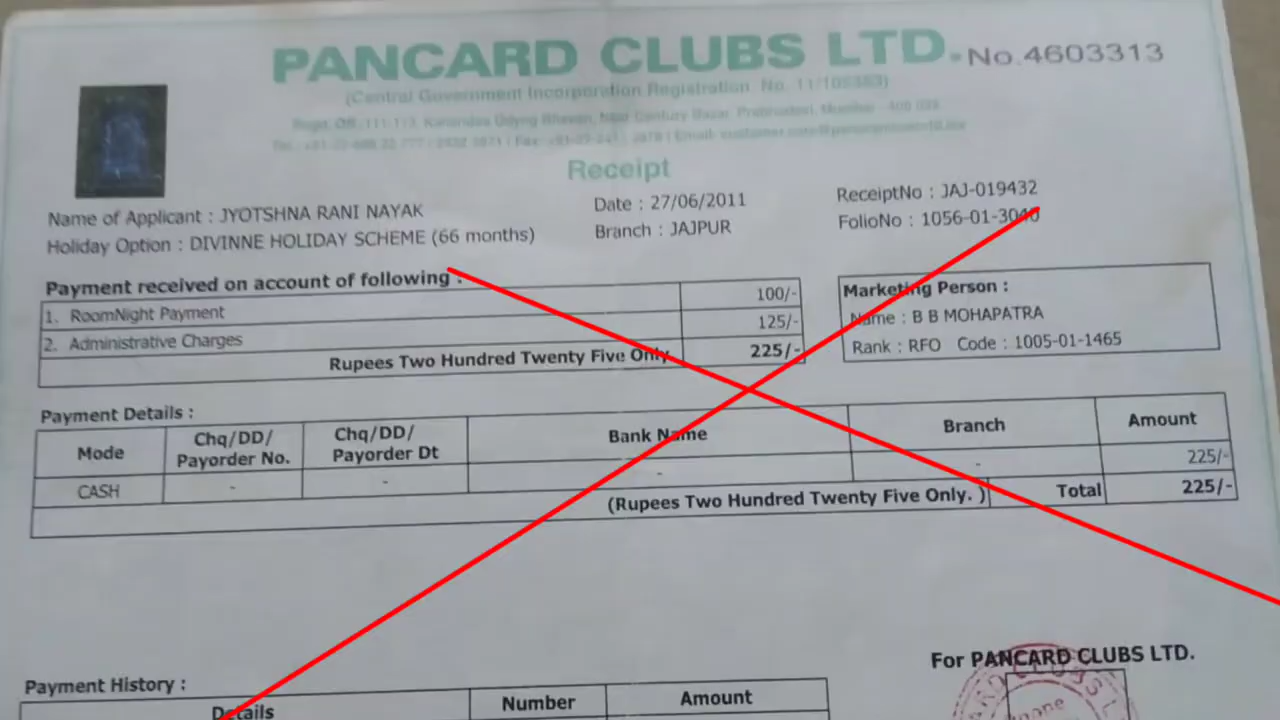 PANCARD CLUBS LTD. No.4603313
(Central Government Incorporation Registration. No. 11/105383)
Receipt
Name of Applicant : JYOTSHNA RANI NAYAK
Date : 27/06/2011
ReceiptNo : JAJ-019432
Holiday Option : DIVINNE HOLIDAY SCHEME (66 months)
Branch : JAJPUR
FolioNo : 1056-01-3040
Payment received on account of following :
1. RoomNight Payment 100/-
2. Administrative Charges 125/-
Rupees Two Hundred Twenty Five Only 225/-
Marketing Person :
Name : B B MOHAPATRA
Rank : RFO Code : 1005-01-1465
Payment Details :
Mode Chq/DD/ Payorder No. Chq/DD/ Payorder Dt Bank Name Branch Amount
CASH - - - - 225/-
(Rupees Two Hundred Twenty Five Only. ) Total 225/-
For PANCARD CLUBS LTD.
Payment History :
Details Number Amount